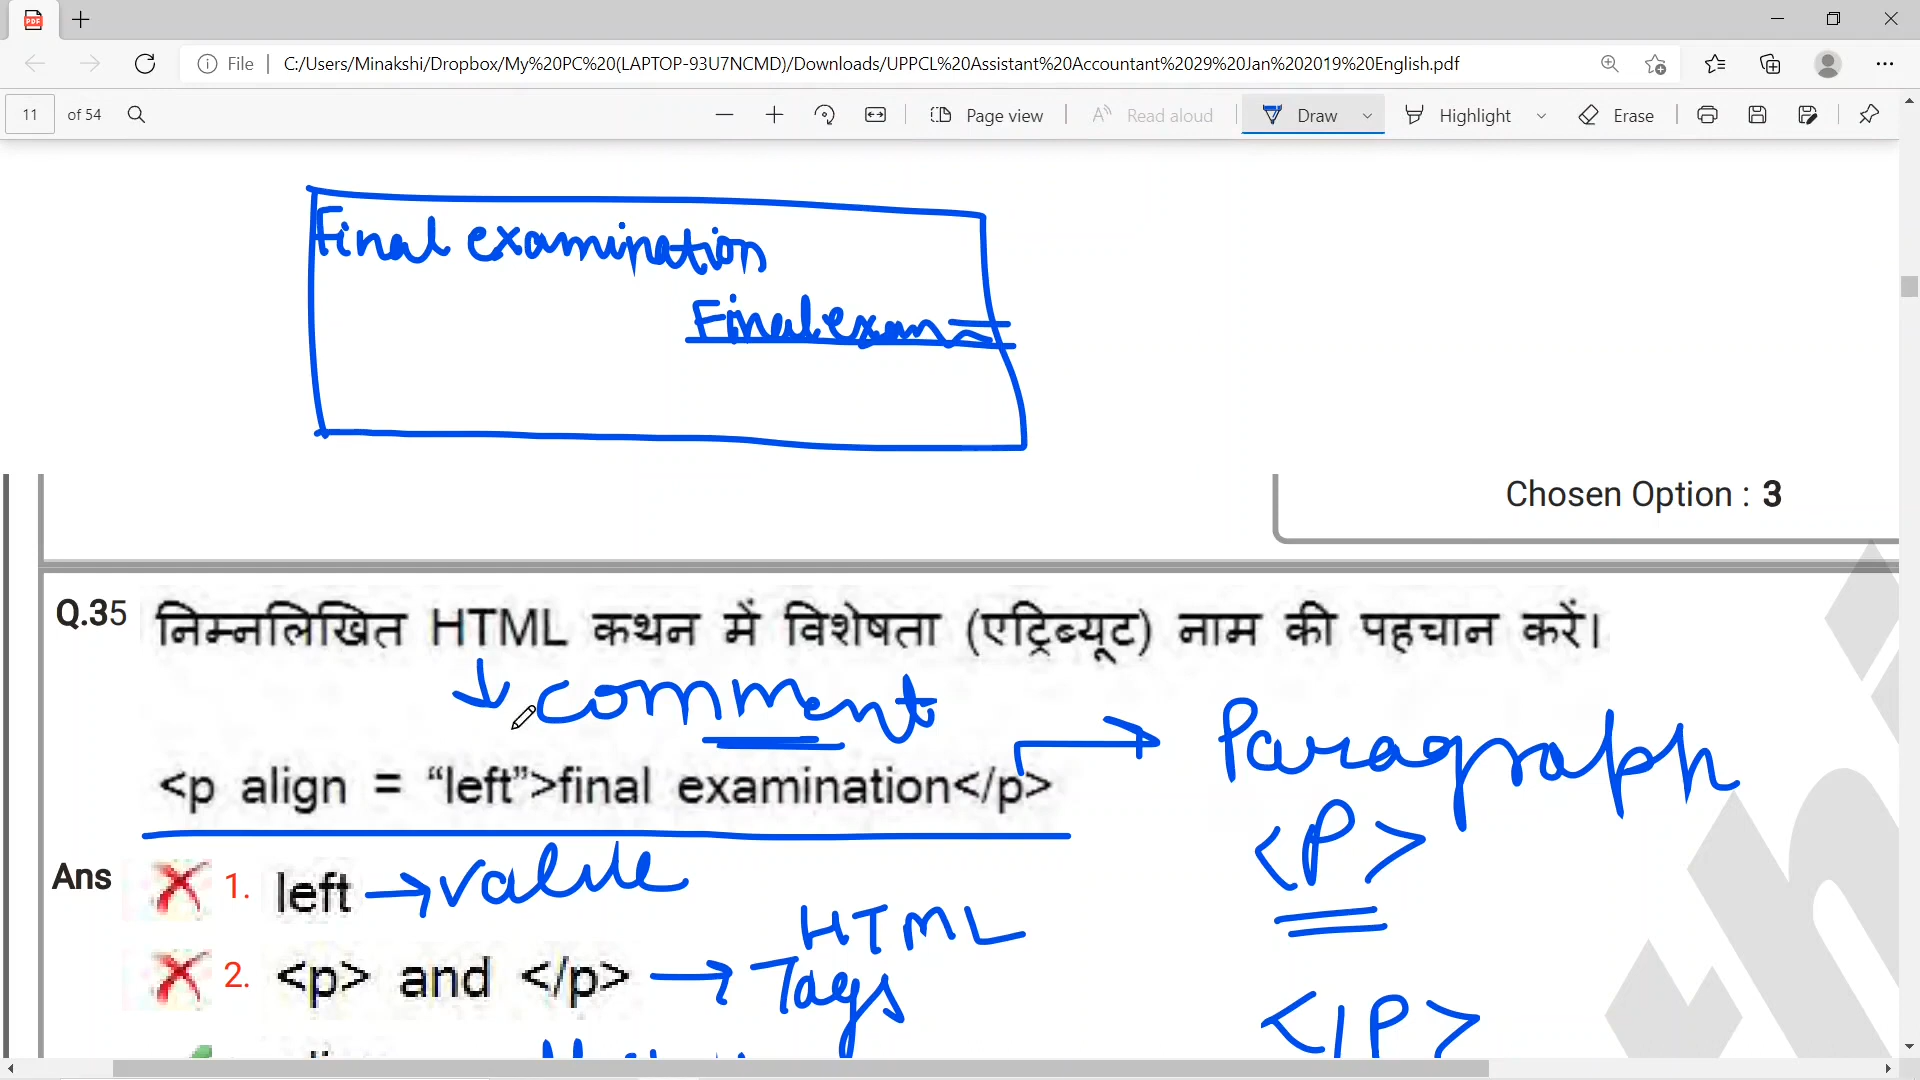 File
C:/Users/Minakshi/Dropbox/My%20PC%20(LAPTOP-93U7NCMD)/Downloads/UPPCL%20Assistant%20Accountant%2029%20Jan%202019%20English.pdf
11 of 54
Page view
Read aloud
Draw
Highlight
Erase
Final examination
Final exam
Chosen Option : 3
Q.35 निम्नलिखित HTML कथन में विशेषता (एट्रिब्यूट) नाम की पहचान करें।
comment
Paragraph
<p align = “left”>final examination</p>
<P>
Ans
1. left → value
HTML
2. <p> and </p> → Tags
</P>